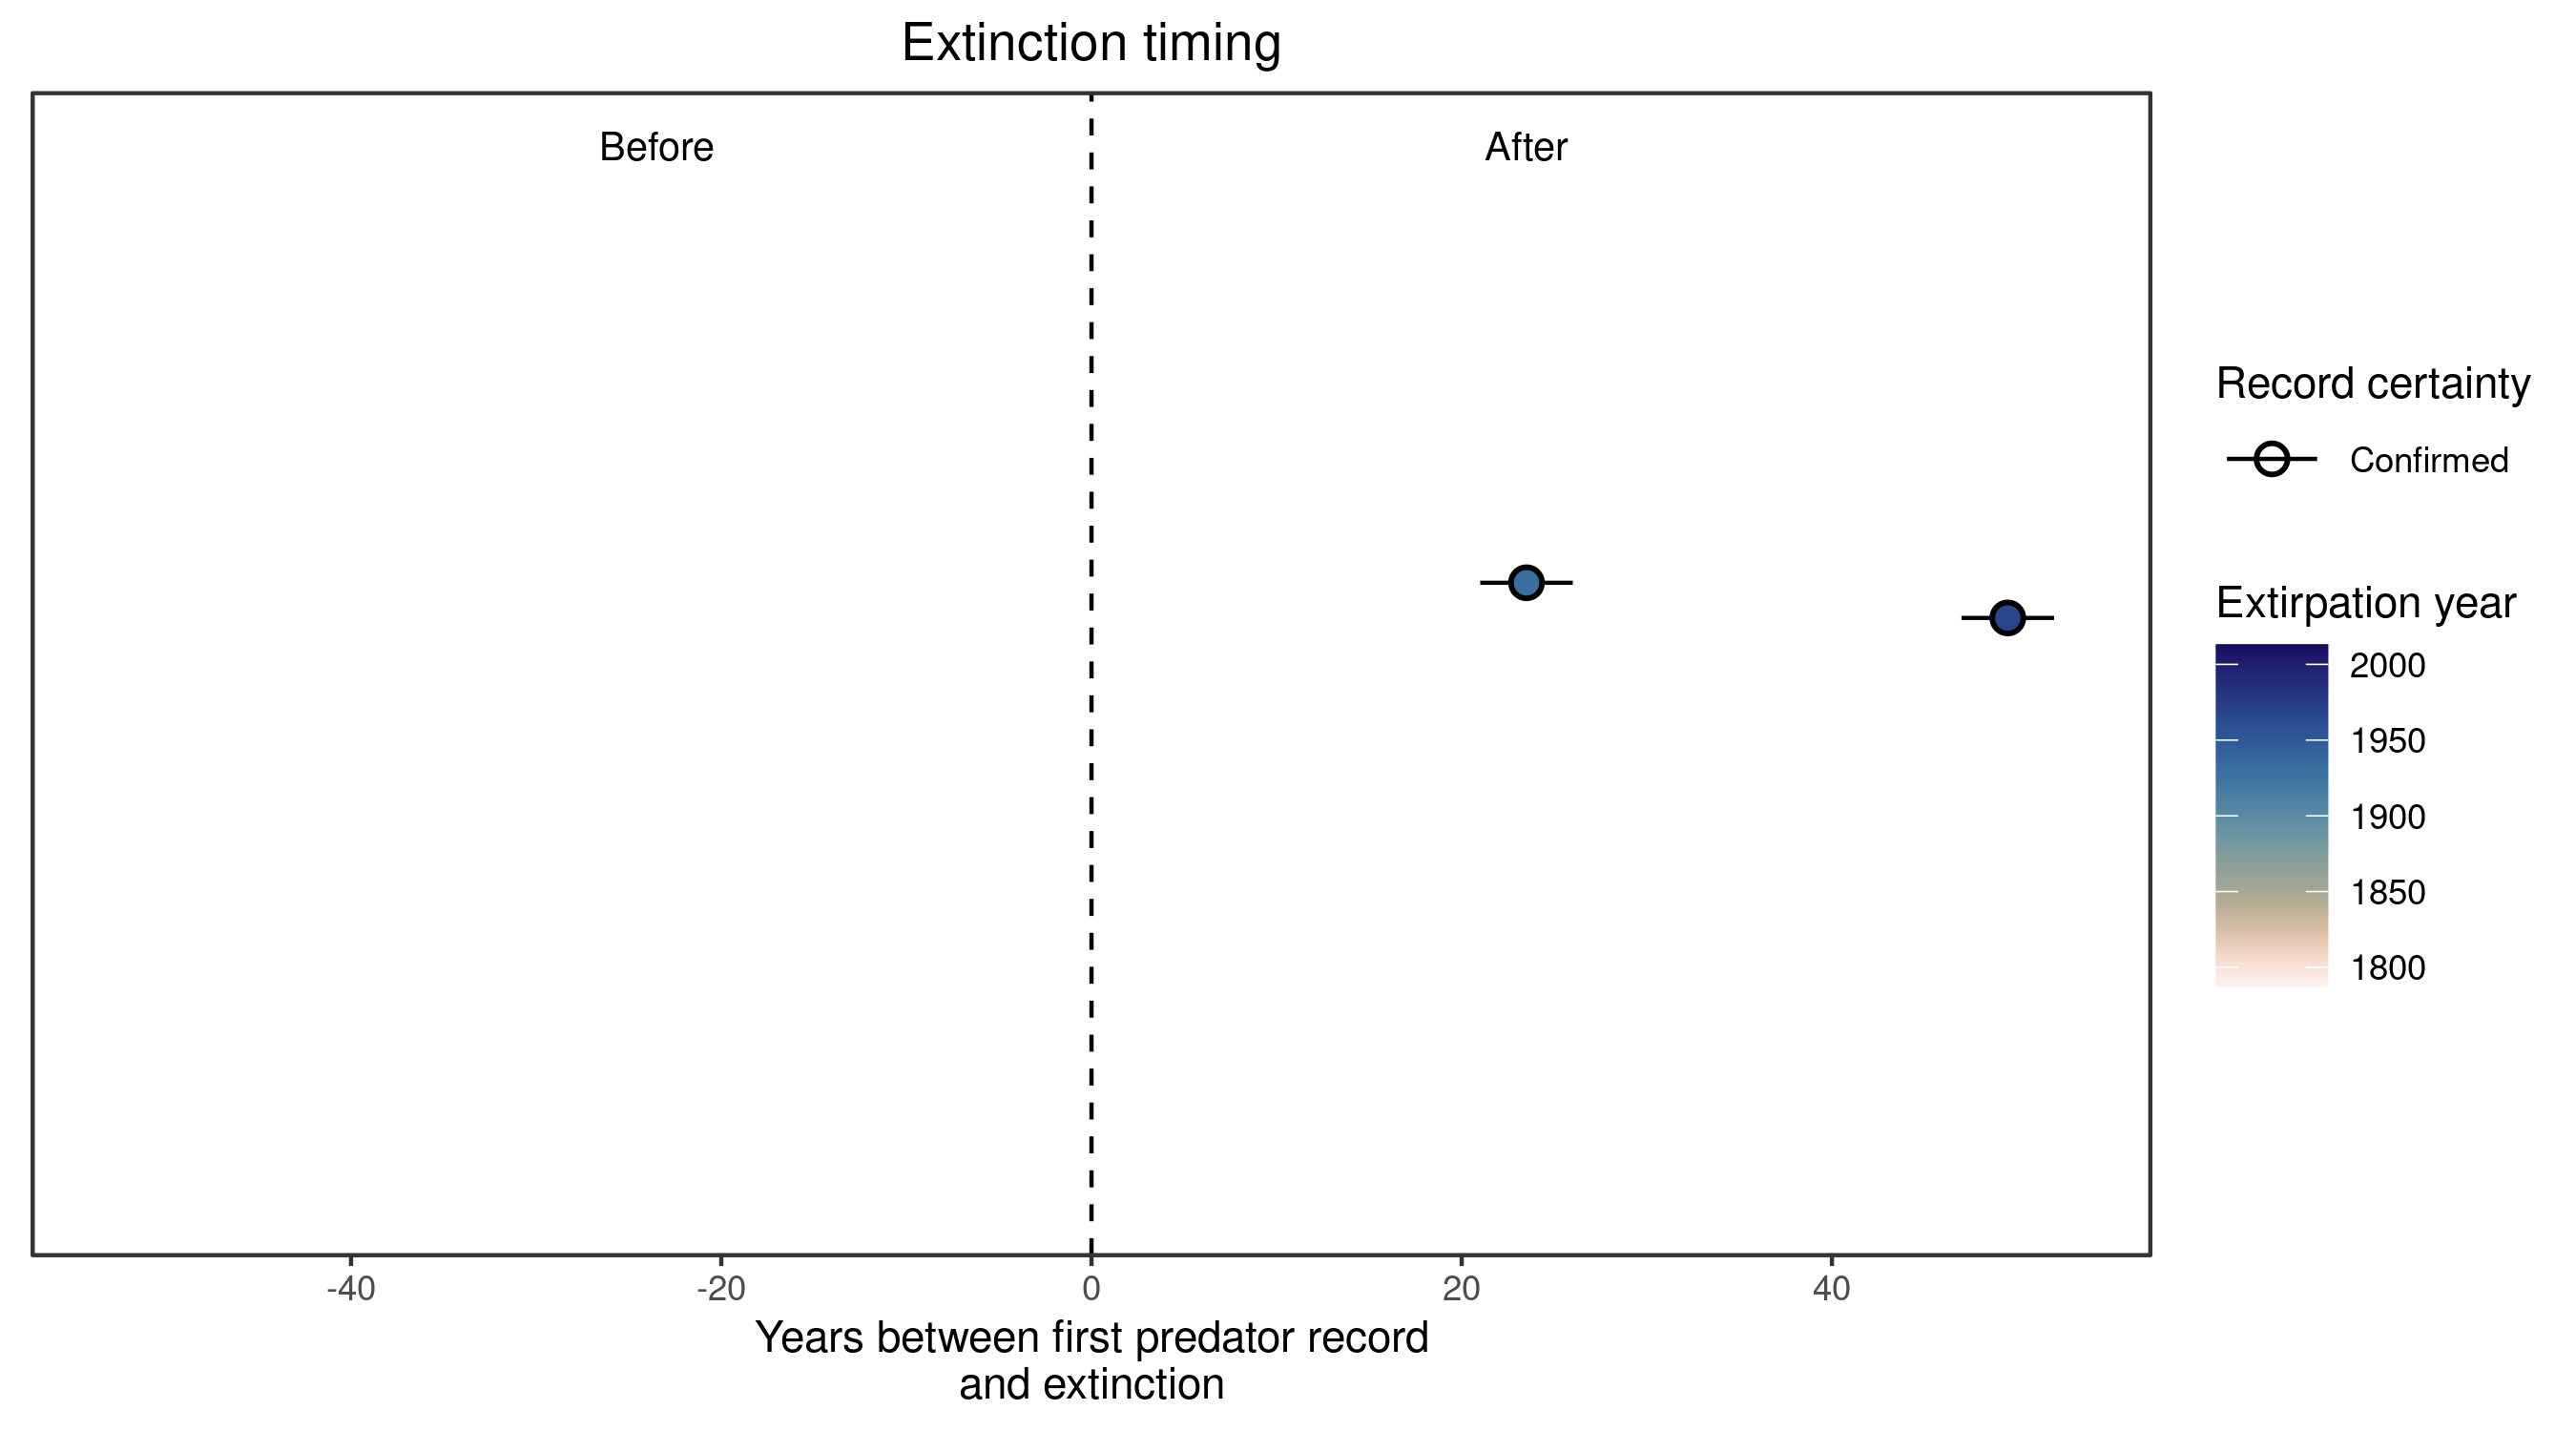 Extinction timing
Before
After
Record certainty
Confirmed
Extirpation year
2000
1950
1900
1850
1800
-40
-20
0
20
40
Years between first predator record
and extinction